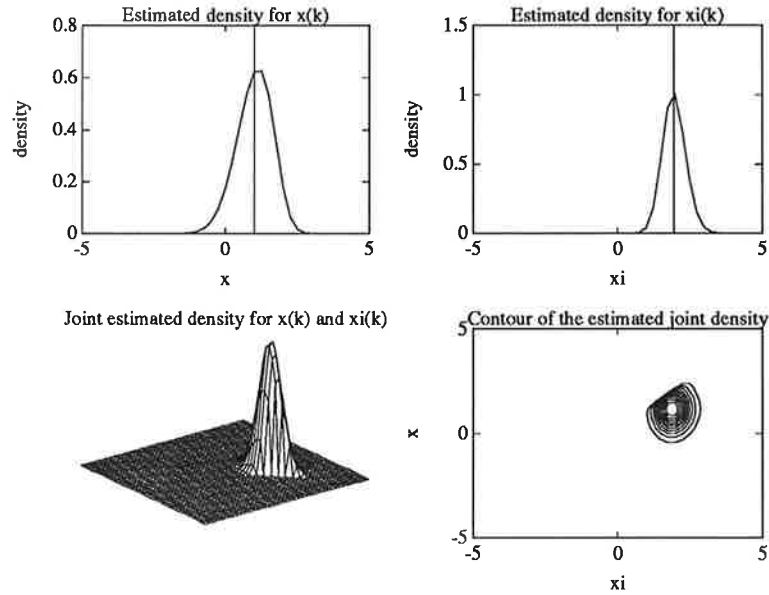 Estimated density for x(k)
0.8
0.6
0.4
0.2
0
density
-5
0
5
x
Estimated density for xi(k)
1.5
1
0.5
0
density
-5
0
5
xi
Joint estimated density for x(k) and xi(k)
Contour of the estimated joint density
5
0
-5
x
-5
0
5
xi